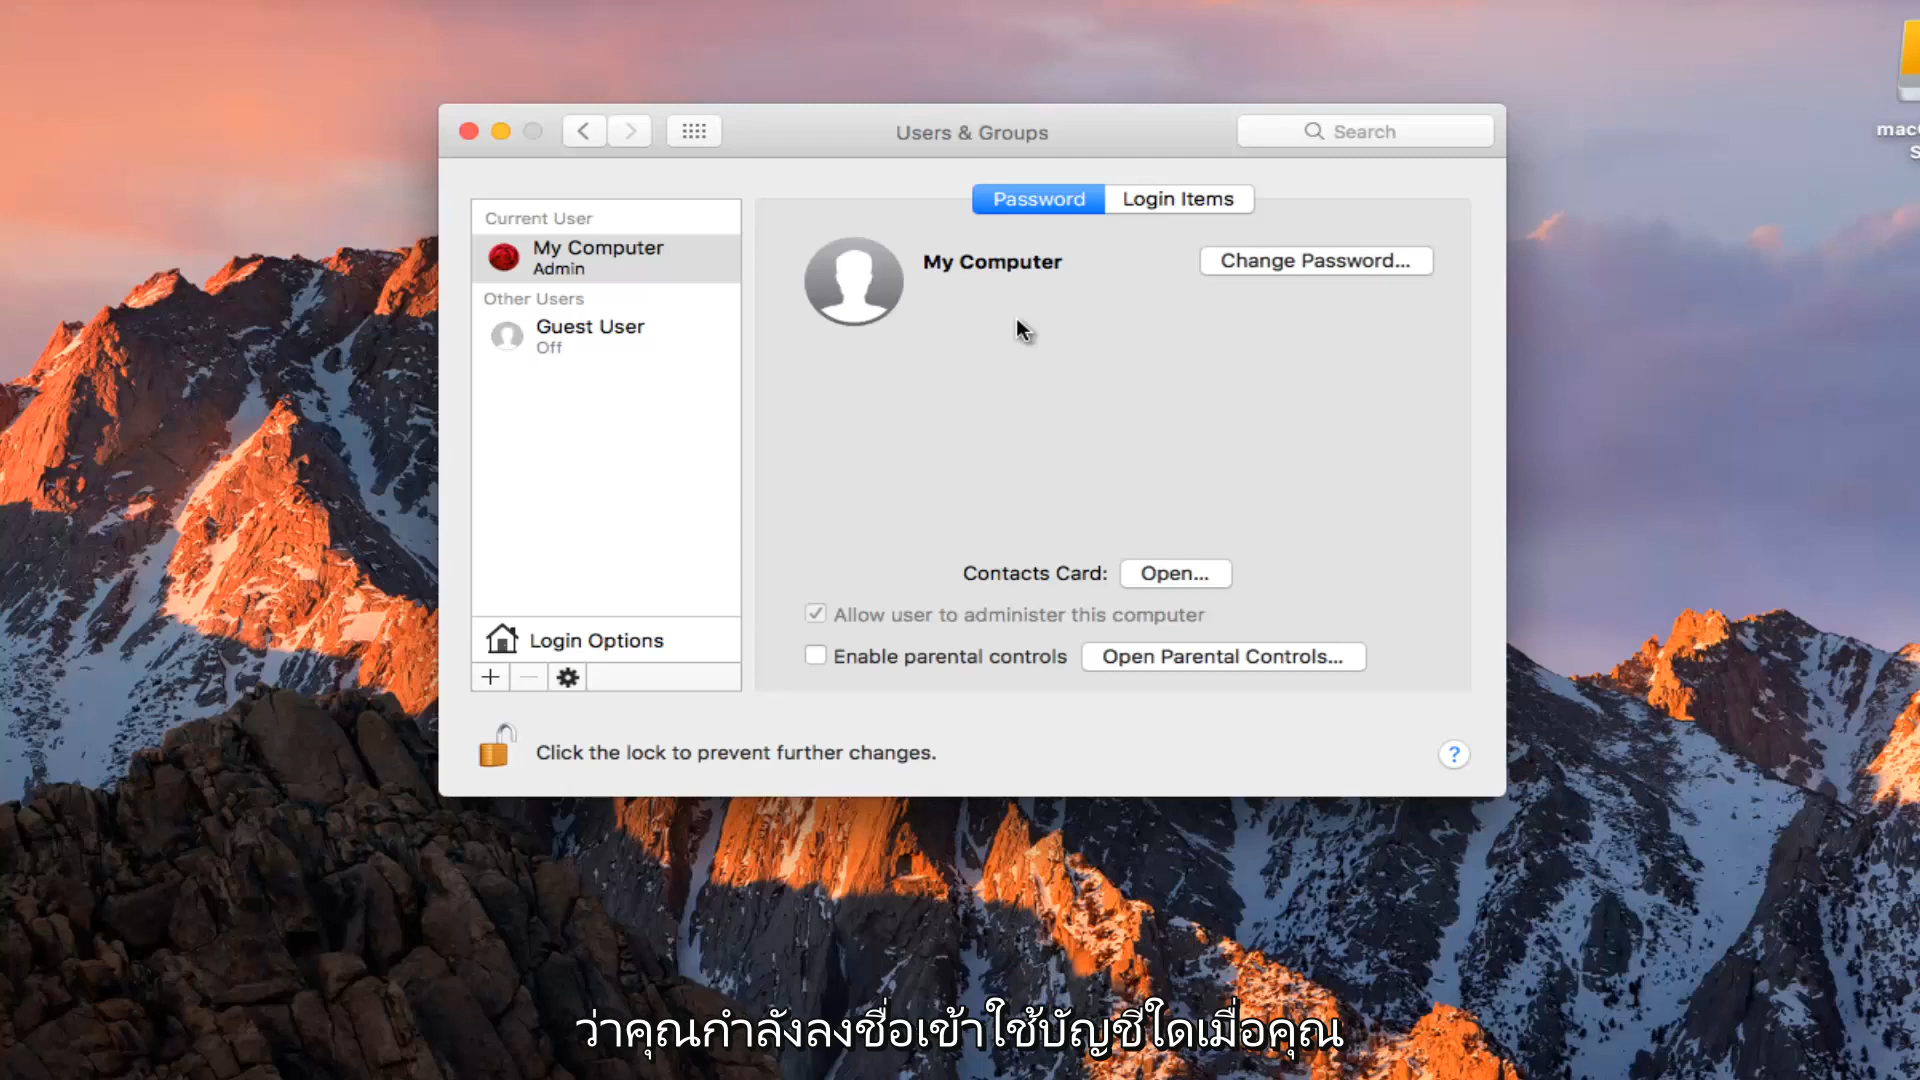 Users & Groups
Search
Password
Login Items
Current User
My Computer
Admin
Other Users
Guest User
Off
Login Options
My Computer
Change Password...
Contacts Card:
Open...
Allow user to administer this computer
Enable parental controls
Open Parental Controls...
Click the lock to prevent further changes.
?
ว่าคุณกำลังลงชื่อเข้าใช้บัญชีใดเมื่อคุณ